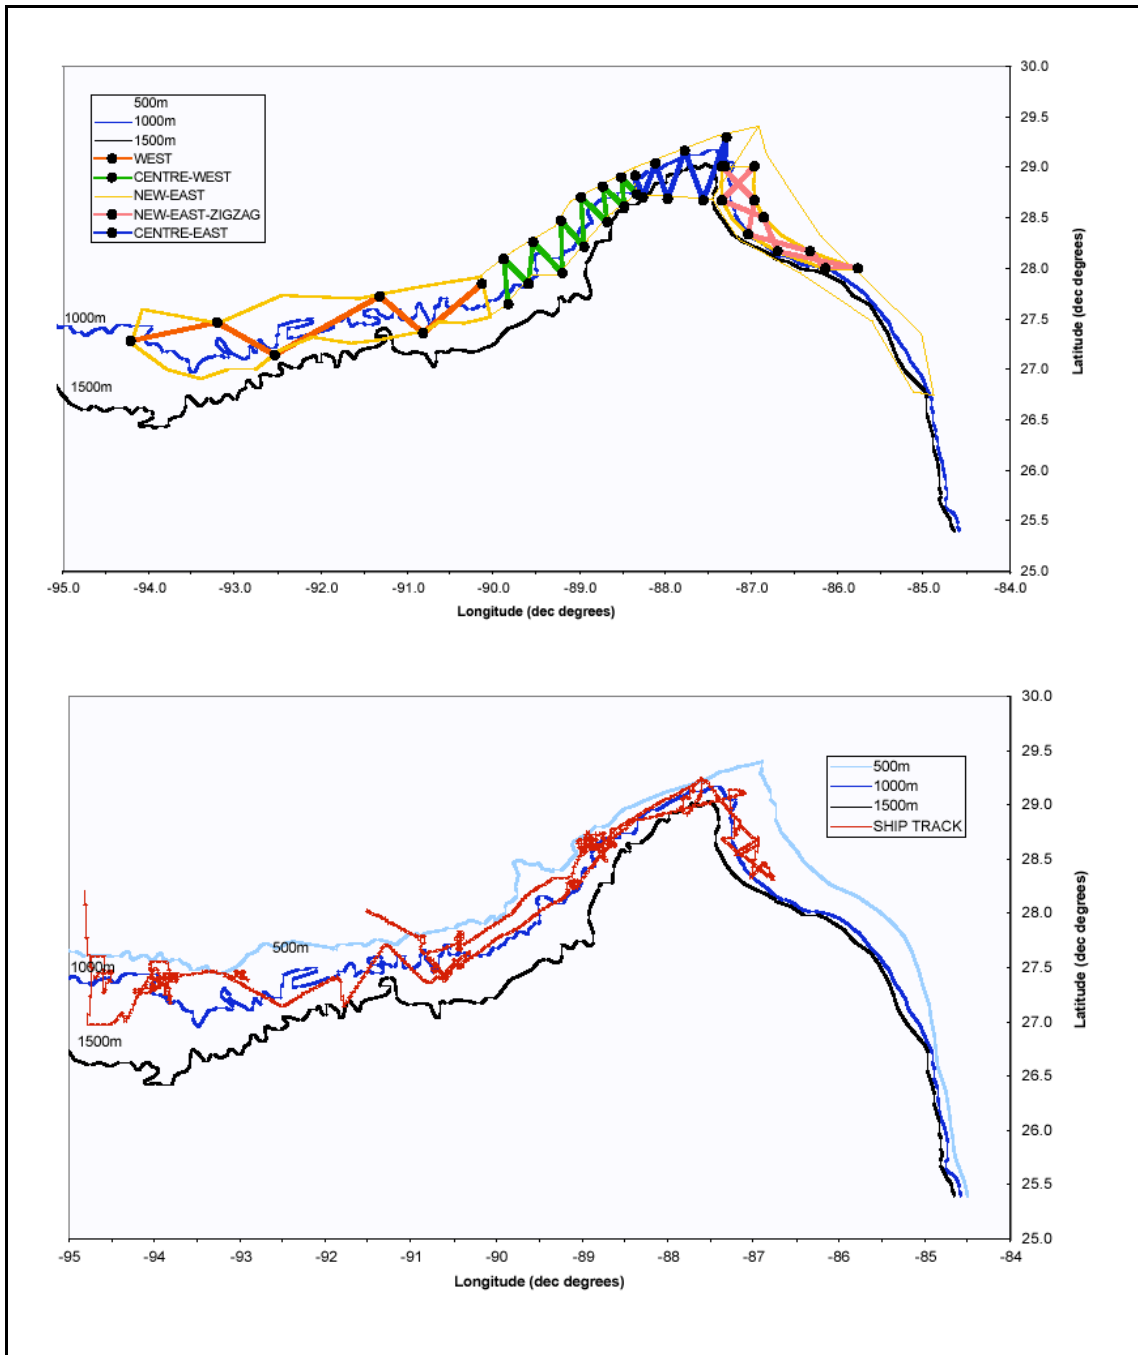 30.0
29.5
29.0
28.5
28.0
27.5
27.0
26.5
26.0
25.5
25.0
Latitude (dec degrees)
500m
1000m
1500m
WEST
CENTRE-WEST
NEW-EAST
NEW-EAST-ZIGZAG
CENTRE-EAST
1000m
1500m
-95.0 -94.0 -93.0 -92.0 -91.0 -90.0 -89.0 -88.0 -87.0 -86.0 -85.0 -84.0
Longitude (dec degrees)
30.0
29.5
29.0
28.5
28.0
27.5
27.0
26.5
26.0
25.5
25.0
Latitude (dec degrees)
500m
1000m
1500m
SHIP TRACK
500m
1000m
1500m
-95 -94 -93 -92 -91 -90 -89 -88 -87 -86 -85 -84
Longitude (dec degrees)